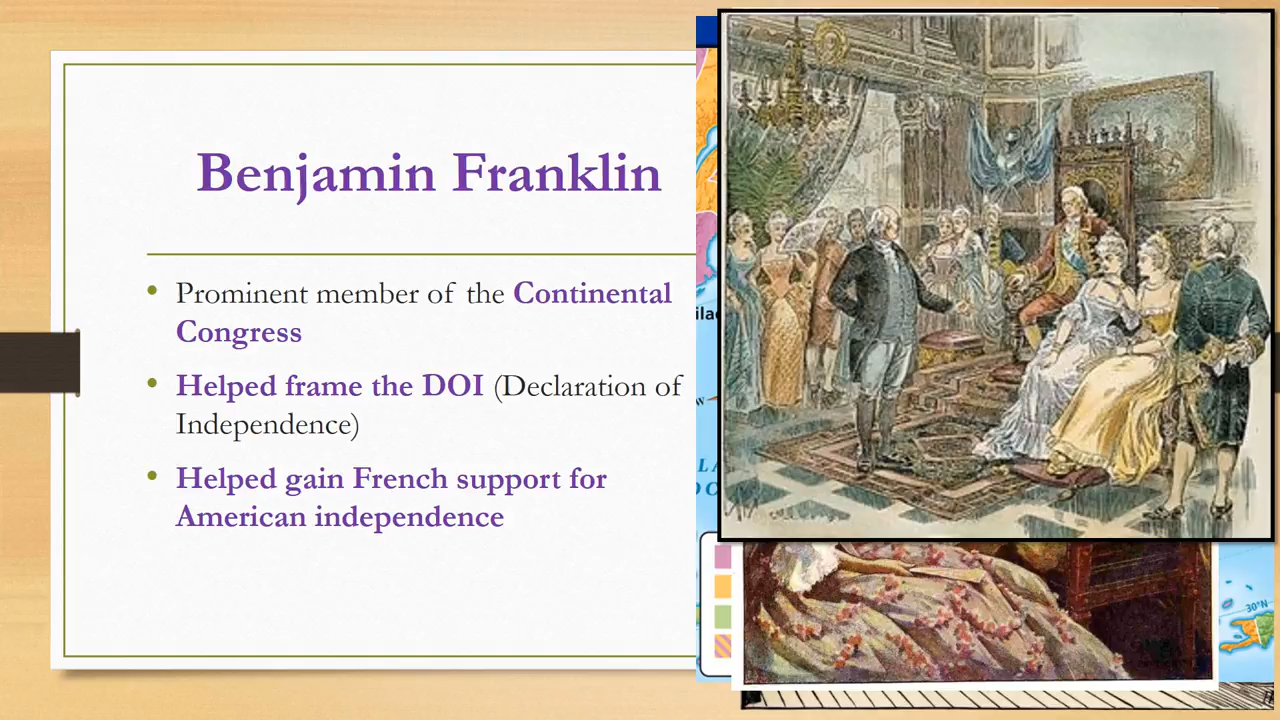 Benjamin Franklin
• Prominent member of the Continental
Congress
• Helped frame the DOI (Declaration of
Independence)
• Helped gain French support for
American independence
30°N